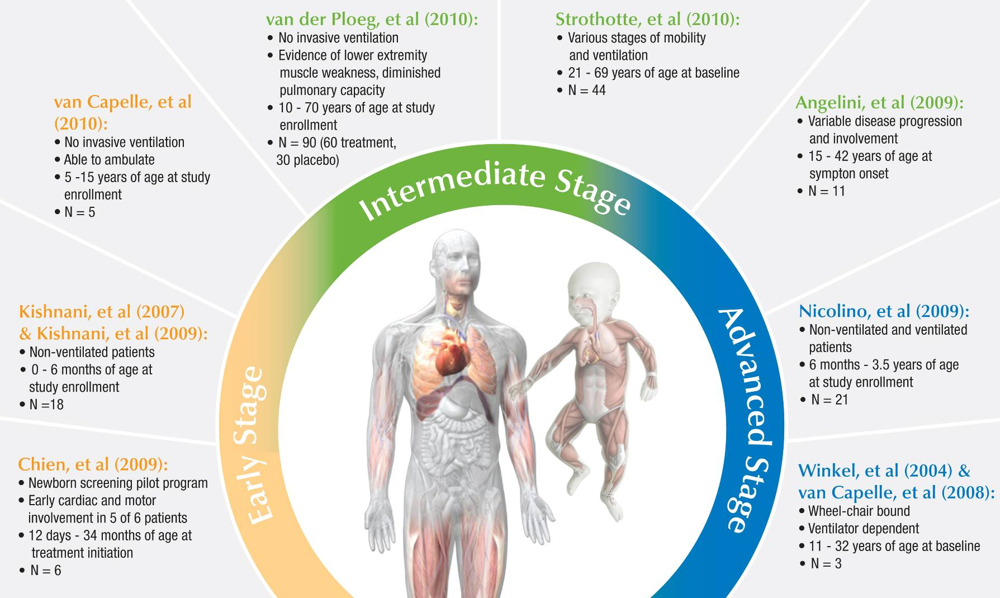 van der Ploeg, et al (2010):
• No invasive ventilation
• Evidence of lower extremity
muscle weakness, diminished
pulmonary capacity
• 10 - 70 years of age at study
enrollment
• N = 90 (60 treatment,
30 placebo)
Strothotte, et al (2010):
• Various stages of mobility
and ventilation
• 21 - 69 years of age at baseline
• N = 44
van Capelle, et al
(2010):
• No invasive ventilation
• Able to ambulate
• 5 -15 years of age at study
enrollment
• N = 5
Angelini, et al (2009):
• Variable disease progression
and involvement
• 15 - 42 years of age at
sympton onset
• N = 11
Kishnani, et al (2007)
& Kishnani, et al (2009):
• Non-ventilated patients
• 0 - 6 months of age at
study enrollment
• N =18
Nicolino, et al (2009):
• Non-ventilated and ventilated
patients
• 6 months - 3.5 years of age
at study enrollment
• N = 21
Chien, et al (2009):
• Newborn screening pilot program
• Early cardiac and motor
involvement in 5 of 6 patients
• 12 days - 34 months of age at
treatment initiation
• N = 6
Winkel, et al (2004) &
van Capelle, et al (2008):
• Wheel-chair bound
• Ventilator dependent
• 11 - 32 years of age at baseline
• N = 3
Early Stage
Intermediate Stage
Advanced Stage